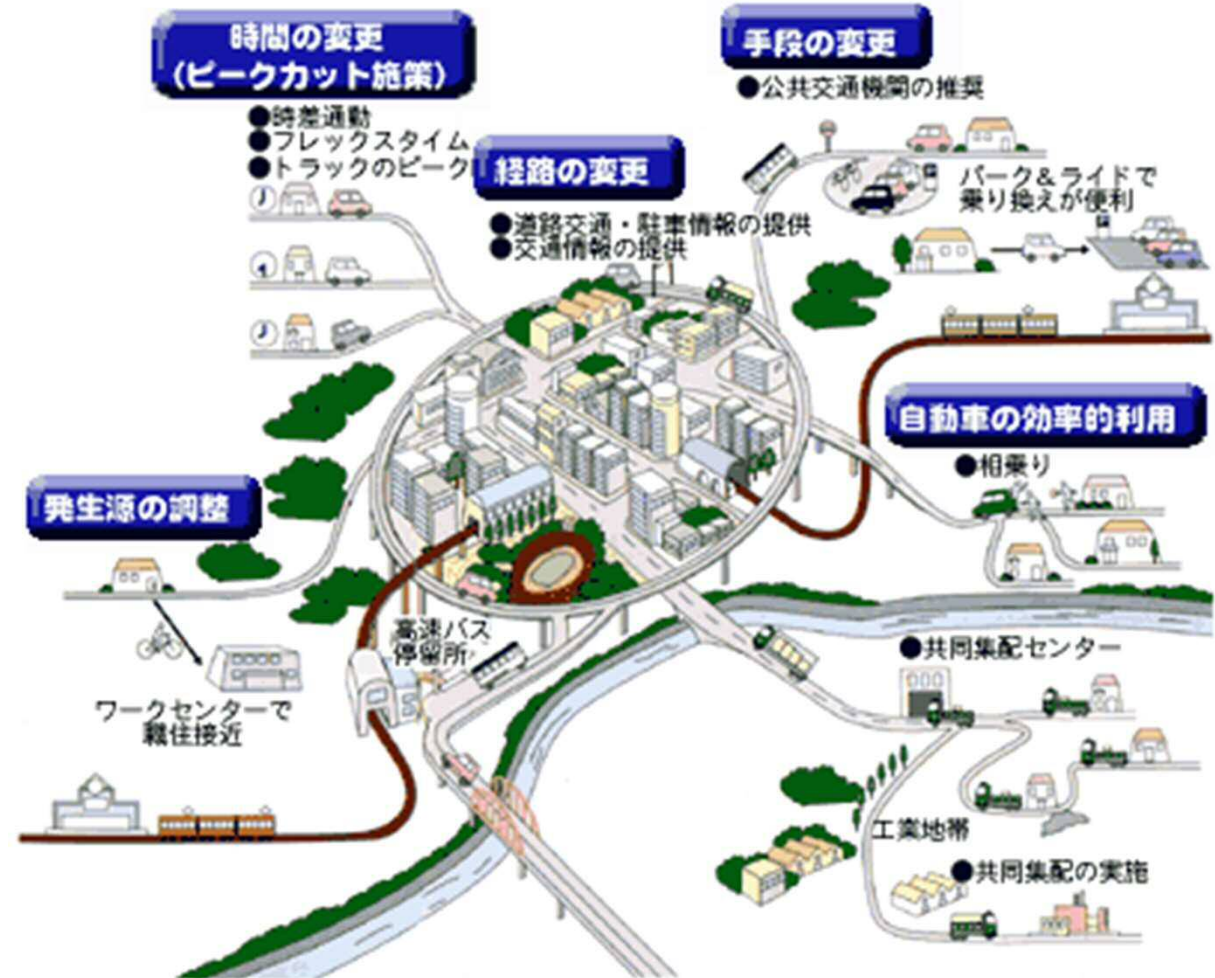 時間の変更
(ピークカット施策)
●時差通勤
●フレックスタイム
●トラックのピーク
経路の変更
●道路交通・駐車情報の提供
●交通情報の提供
手段の変更
●公共交通機関の推奨
パーク&ライドで
乗り換えが便利
自動車の効率的利用
●相乗り
発生源の調整
ワークセンターで
職住接近
高速バス
停留所
●共同集配センター
工業地帯
●共同集配の実施